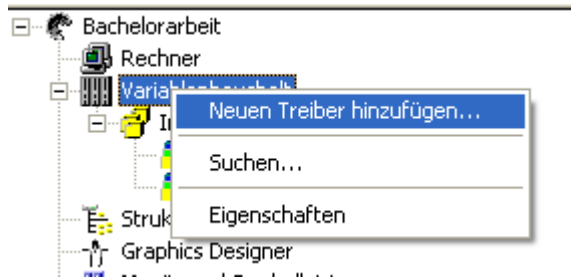 Bachelorarbeit
Rechner
Neuen Treiber hinzufügen...
Suchen...
Eigenschaften
Graphics Designer